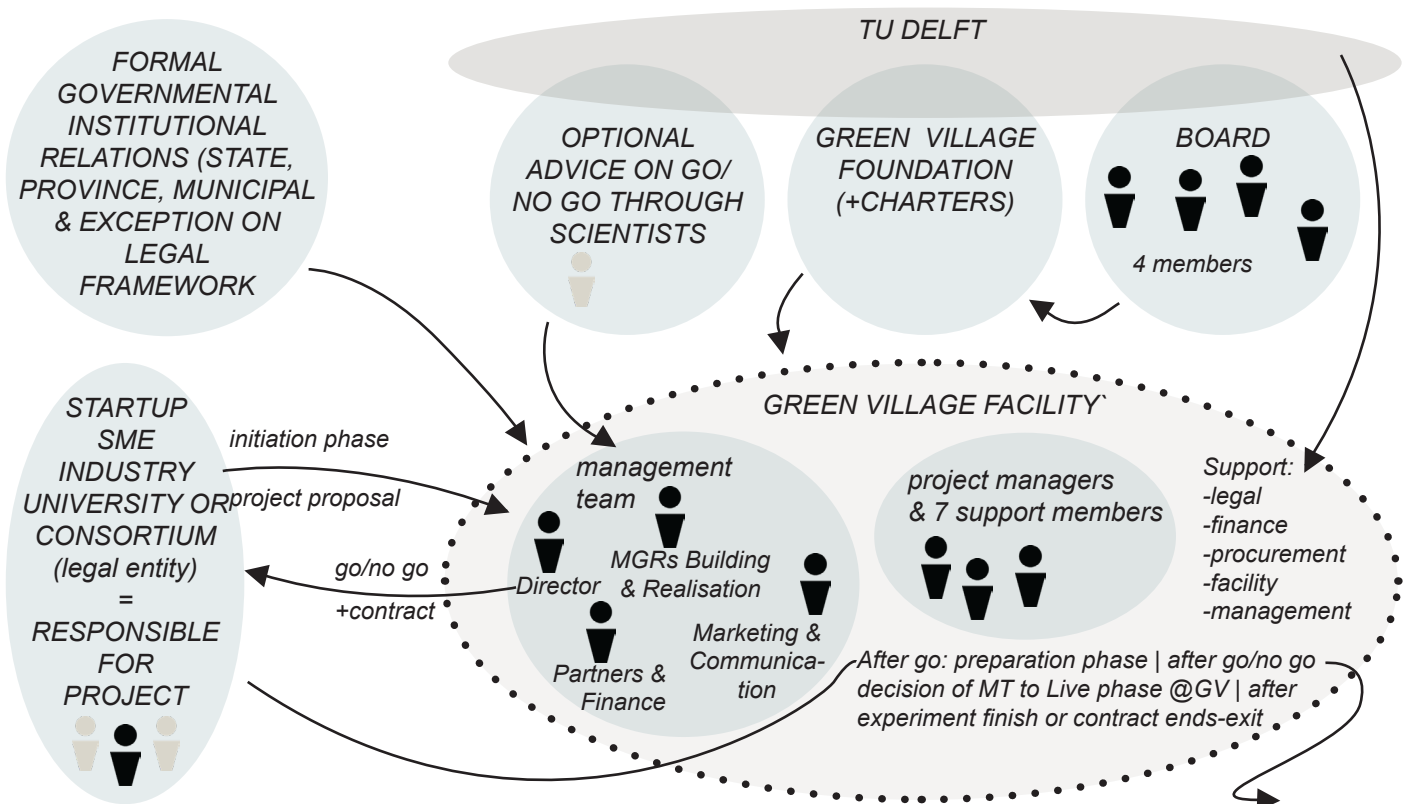 TU DELFT
FORMAL
GOVERNMENTAL
INSTITUTIONAL
RELATIONS (STATE,
PROVINCE, MUNICIPAL
& EXCEPTION ON
LEGAL
FRAMEWORK
OPTIONAL
ADVICE ON GO/
NO GO THROUGH
SCIENTISTS
GREEN VILLAGE
FOUNDATION
(+CHARTERS)
BOARD
4 members
STARTUP
SME
INDUSTRY
UNIVERSITY OR
CONSORTIUM
(legal entity)
=
RESPONSIBLE
FOR
PROJECT
initiation phase
project proposal
go/no go
+contract
GREEN VILLAGE FACILITY`
management
team
Director
MGRs Building
& Realisation
Partners &
Finance
Marketing &
Communica-
tion
project managers
& 7 support members
Support:
-legal
-finance
-procurement
-facility
-management
After go: preparation phase | after go/no go
decision of MT to Live phase @GV | after
experiment finish or contract ends-exit